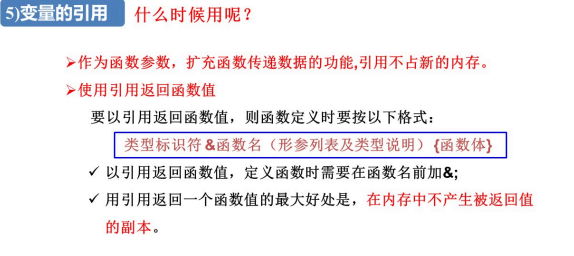 5)变量的引用 什么时候用呢？
➢作为函数参数，扩充函数传递数据的功能,引用不占新的内存。
➢使用引用返回函数值
要以引用返回函数值，则函数定义时要按以下格式：
类型标识符 &函数名（形参列表及类型说明） {函数体}
✓ 以引用返回函数值，定义函数时需要在函数名前加&;
✓ 用引用返回一个函数值的最大好处是，在内存中不产生被返回值
的副本。